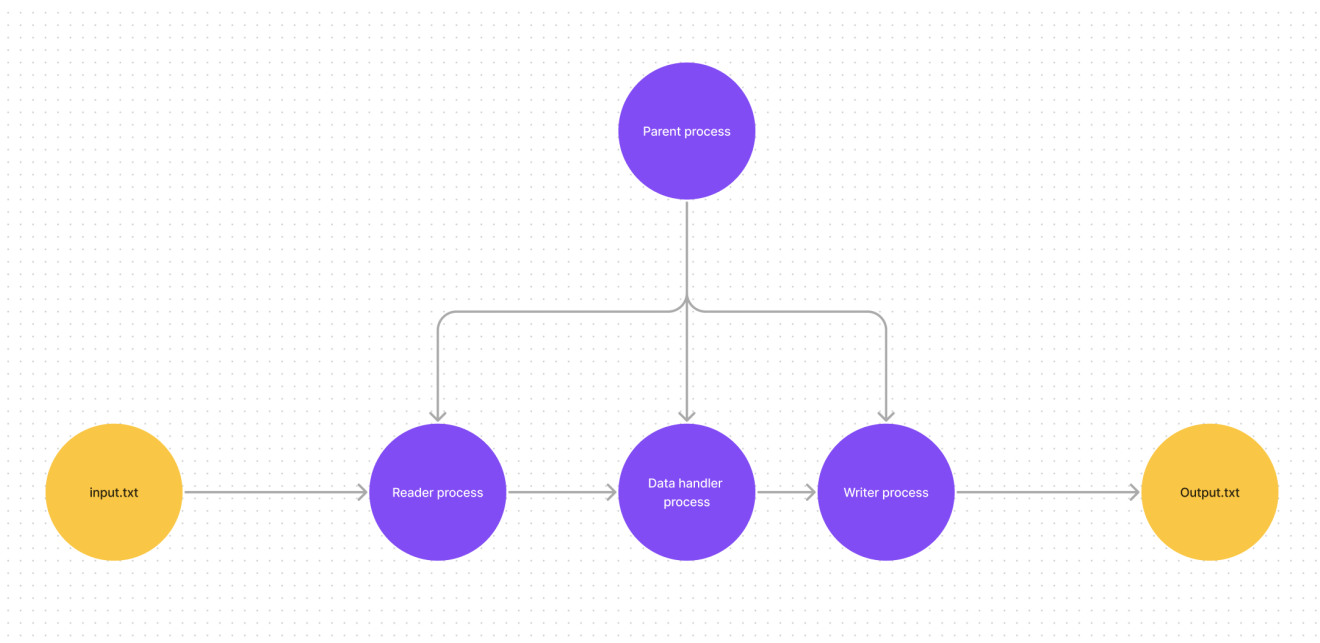 Parent process
input.txt
Reader process
Data handler
process
Writer process
Output.txt